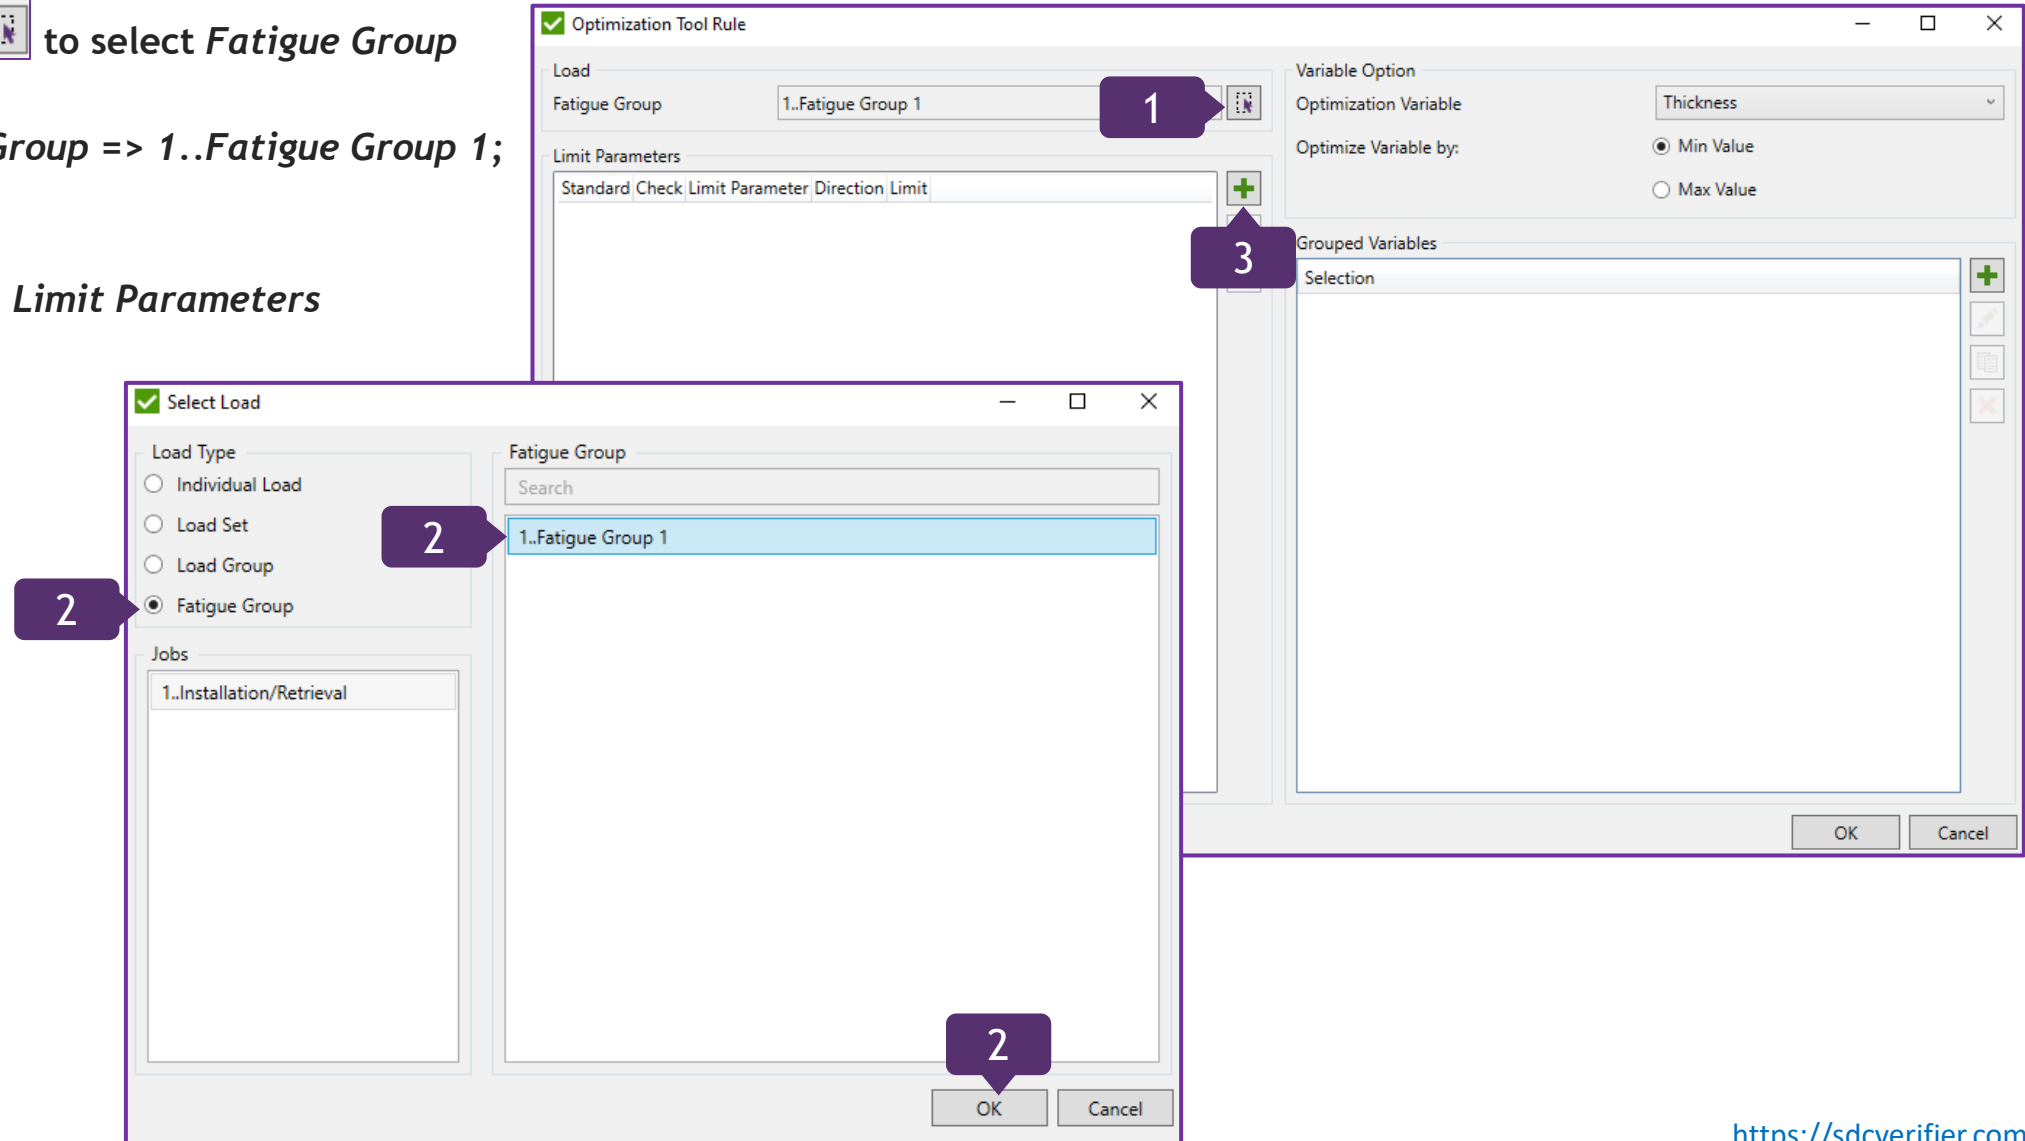 to select Fatigue Group
Group => 1..Fatigue Group 1;
Limit Parameters
Optimization Tool Rule
Load
Fatigue Group
1..Fatigue Group 1
1
Limit Parameters
Standard Check Limit Parameter Direction Limit
3
Variable Option
Optimization Variable
Thickness
Optimize Variable by:
Min Value
Max Value
Grouped Variables
Selection
OK
Cancel
Select Load
Load Type
Individual Load
Load Set
Load Group
Fatigue Group
2
Jobs
1..Installation/Retrieval
Fatigue Group
Search
2
1..Fatigue Group 1
2
OK
Cancel
https://sdcverifier.com